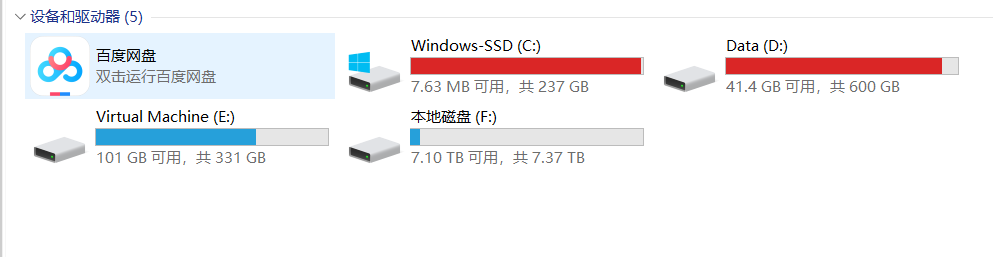 设备和驱动器 (5)
百度网盘
双击运行百度网盘
Windows-SSD (C:)
7.63 MB 可用，共 237 GB
Data (D:)
41.4 GB 可用，共 600 GB
Virtual Machine (E:)
101 GB 可用，共 331 GB
本地磁盘 (F:)
7.10 TB 可用，共 7.37 TB